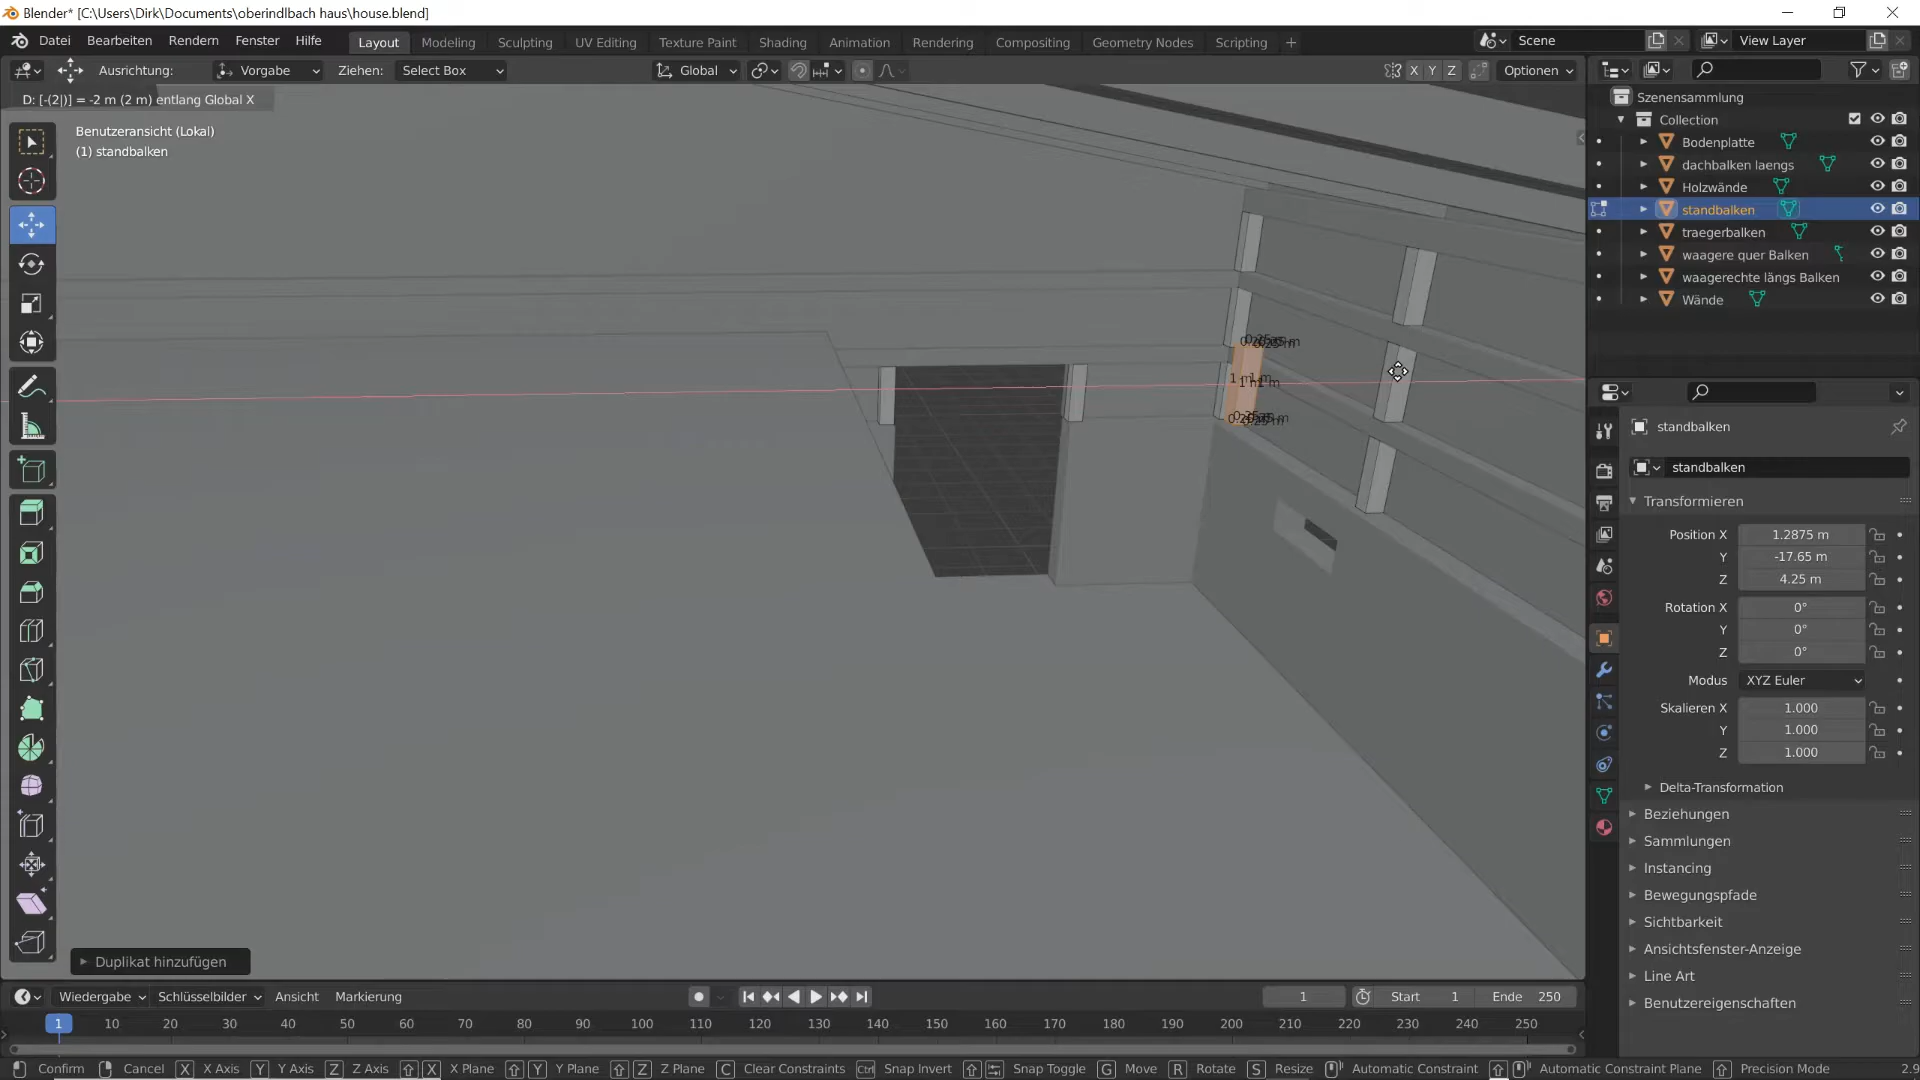 Blender* [C:\Users\Dirk\Documents\oberindlbach haus\house.blend]
Datei Bearbeiten Rendern Fenster Hilfe Layout Modeling Sculpting UV Editing Texture Paint Shading Animation Rendering Compositing Geometry Nodes Scripting + Scene View Layer
Ausrichtung: Vorgabe Ziehen: Select Box Global X Y Z Optionen
D: [-(2|)] = -2 m (2 m) entlang Global X
Benutzeransicht (Lokal)
(1) standbalken
Szenensammlung
Collection
Bodenplatte
dachbalken laengs
Holzwände
standbalken
traegerbalken
waagere quer Balken
waagerechte längs Balken
Wände
standbalken
standbalken
Transformieren
Position X 1.2875 m
Y -17.65 m
Z 4.25 m
Rotation X 0°
Y 0°
Z 0°
Modus XYZ Euler
Skalieren X 1.000
Y 1.000
Z 1.000
Delta-Transformation
Beziehungen
Sammlungen
Instancing
Bewegungspfade
Sichtbarkeit
Ansichtsfenster-Anzeige
Line Art
Benutzereigenschaften
Duplikat hinzufügen
Wiedergabe Schlüsselbilder Ansicht Markierung 1 Start 1 Ende 250
1 10 20 30 40 50 60 70 80 90 100 110 120 130 140 150 160 170 180 190 200 210 220 230 240 250
Confirm Cancel X X Axis Y Y Axis Z Z Axis X X Plane Y Y Plane Z Z Plane C Clear Constraints Ctrl Snap Invert Snap Toggle G Move R Rotate S Resize Automatic Constraint Automatic Constraint Plane Precision Mode 2.9